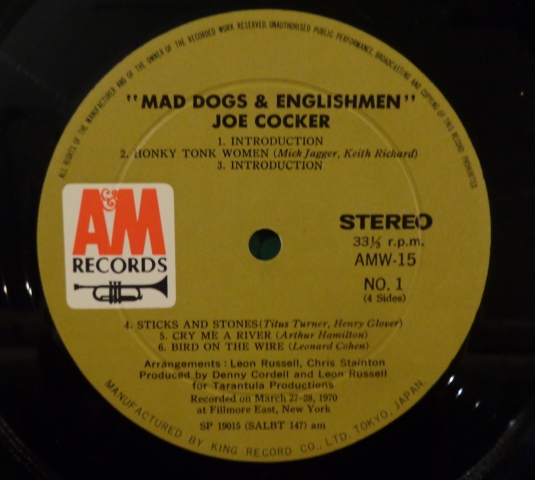 ALL RIGHTS OF THE MANUFACTURER AND OF THE OWNER OF THE RECORDED WORK RESERVED UNAUTHORISED PUBLIC PERFORMANCE BROADCASTING AND COPYING OF THIS RECORD PROHIBITED
"MAD DOGS & ENGLISHMEN"
JOE COCKER
1. INTRODUCTION
2. HONKY TONK WOMEN (Mick Jagger, Keith Richard)
3. INTRODUCTION
A&M
RECORDS
STEREO
33⅓ r.p.m.
AMW-15
NO. 1
(4 Sides)
4. STICKS AND STONES(Titus Turner, Henry Glover)
5. CRY ME A RIVER (Arthur Hamilton)
6. BIRD ON THE WIRE (Leonard Cohen)
Arrangements : Leon Russell, Chris Stainton
Produced by Denny Cordell and Leon Russell
for Tarantula Productions
Recorded on March 27-28, 1970
at Fillmore East, New York
SP 19015 (SALBT 147) am
MANUFACTURED BY KING RECORD CO., LTD. TOKYO, JAPAN.